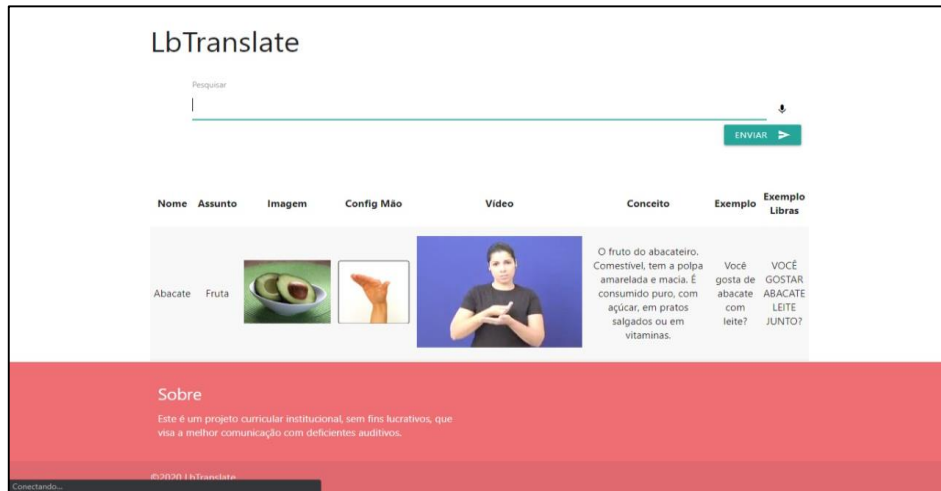 LbTranslate
Pesquisar
ENVIAR
Nome Assunto Imagem Config Mão Vídeo Conceito Exemplo Exemplo Libras
Abacate
Fruta
O fruto do abacateiro.
Comestível, tem a polpa
amarelada e macia. É
consumido puro, com
açúcar, em pratos
salgados ou em
vitaminas.
Você
gosta de
abacate
com
leite?
VOCÊ
GOSTAR
ABACATE
LEITE
JUNTO?
Sobre
Este é um projeto curricular institucional, sem fins lucrativos, que
visa a melhor comunicação com deficientes auditivos.
©2020 LbTranslate
Conectando...